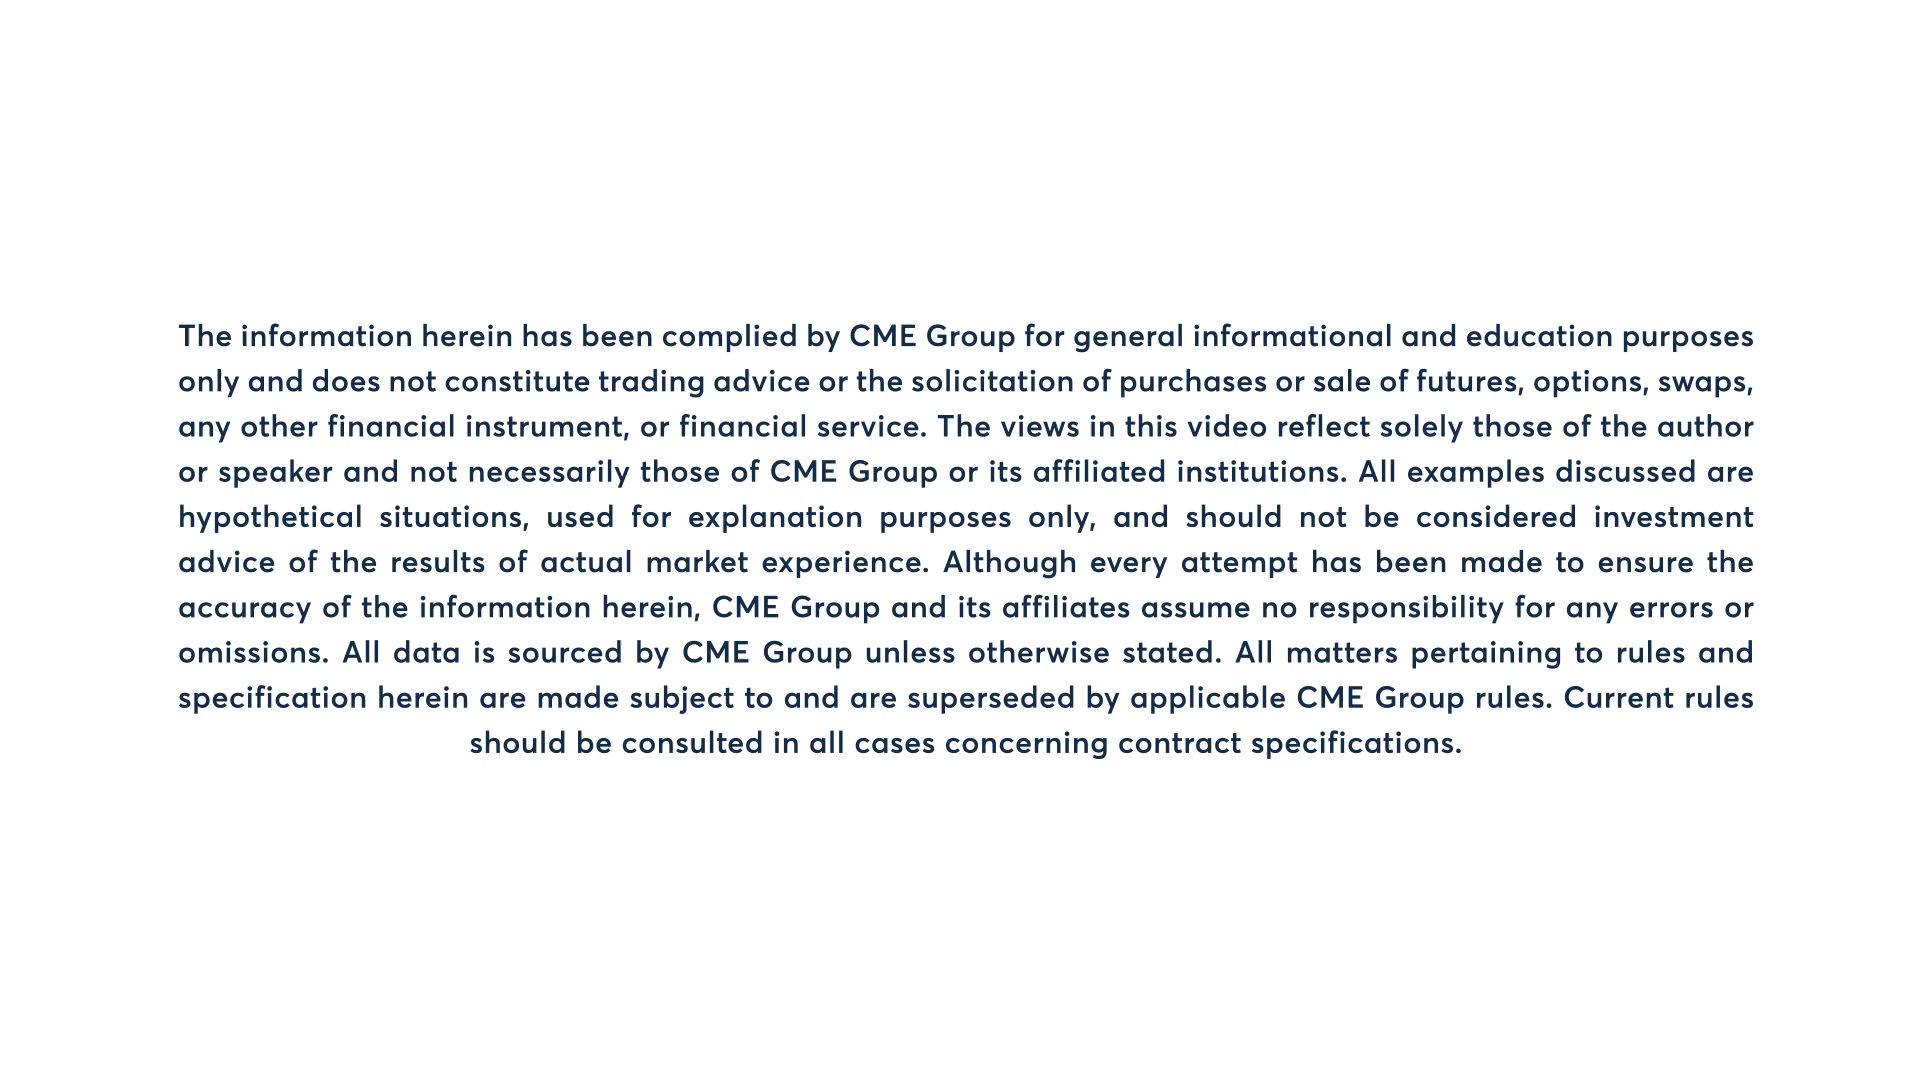 The information herein has been complied by CME Group for general informational and education purposes
only and does not constitute trading advice or the solicitation of purchases or sale of futures, options, swaps,
any other financial instrument, or financial service. The views in this video reflect solely those of the author
or speaker and not necessarily those of CME Group or its affiliated institutions. All examples discussed are
hypothetical situations, used for explanation purposes only, and should not be considered investment
advice of the results of actual market experience. Although every attempt has been made to ensure the
accuracy of the information herein, CME Group and its affiliates assume no responsibility for any errors or
omissions. All data is sourced by CME Group unless otherwise stated. All matters pertaining to rules and
specification herein are made subject to and are superseded by applicable CME Group rules. Current rules
should be consulted in all cases concerning contract specifications.